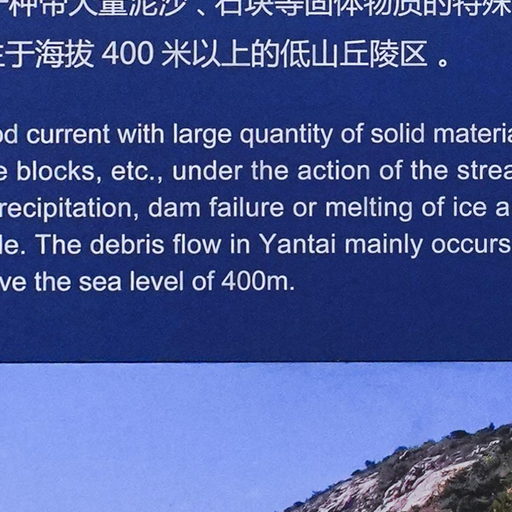 一种带大量泥沙、石块等固体物质的特殊
于海拔 400 米以上的低山丘陵区。
od current with large quantity of solid materia
e blocks, etc., under the action of the strea
recipitation, dam failure or melting of ice a
le. The debris flow in Yantai mainly occurs
ve the sea level of 400m.